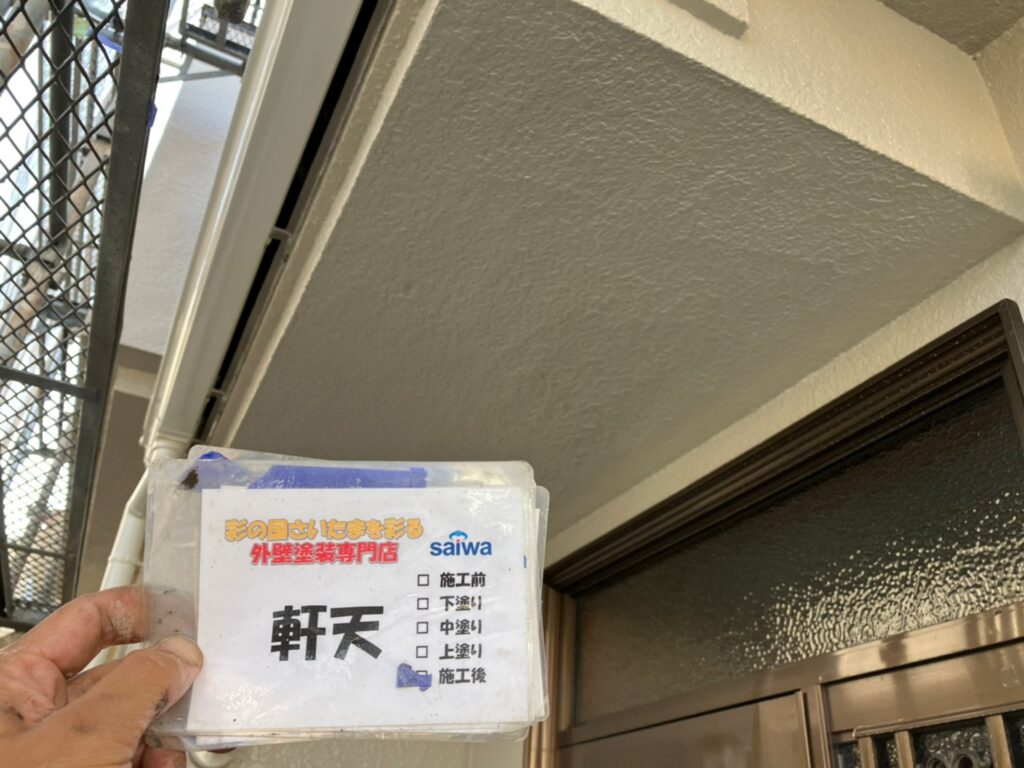 彩の国さいたまを彩る
外壁塗装専門店
saiwa
軒天
□ 施工前
□ 下塗り
□ 中塗り
□ 上塗り
□ 施工後